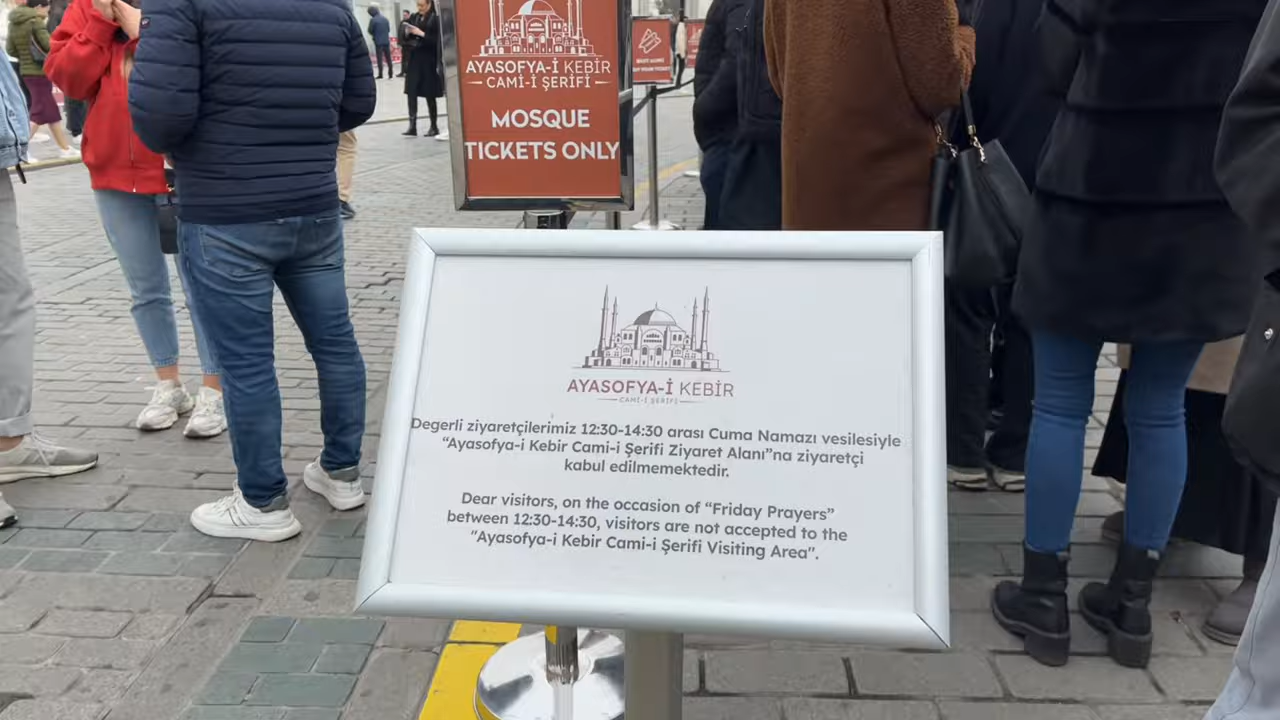 AYASOFYA-İ KEBİR
CAMİ-İ ŞERİFİ
MOSQUE
TICKETS ONLY
AYASOFYA-İ KEBİR
CAMİ-İ ŞERİFİ
Degerli ziyaretçilerimiz 12:30-14:30 arası Cuma Namazı vesilesiyle
“Ayasofya-i Kebir Cami-i Şerifi Ziyaret Alanı”na ziyaretçi
kabul edilmemektedir.
Dear visitors, on the occasion of “Friday Prayers”
between 12:30-14:30, visitors are not accepted to the
"Ayasofya-i Kebir Cami-i Şerifi Visiting Area".